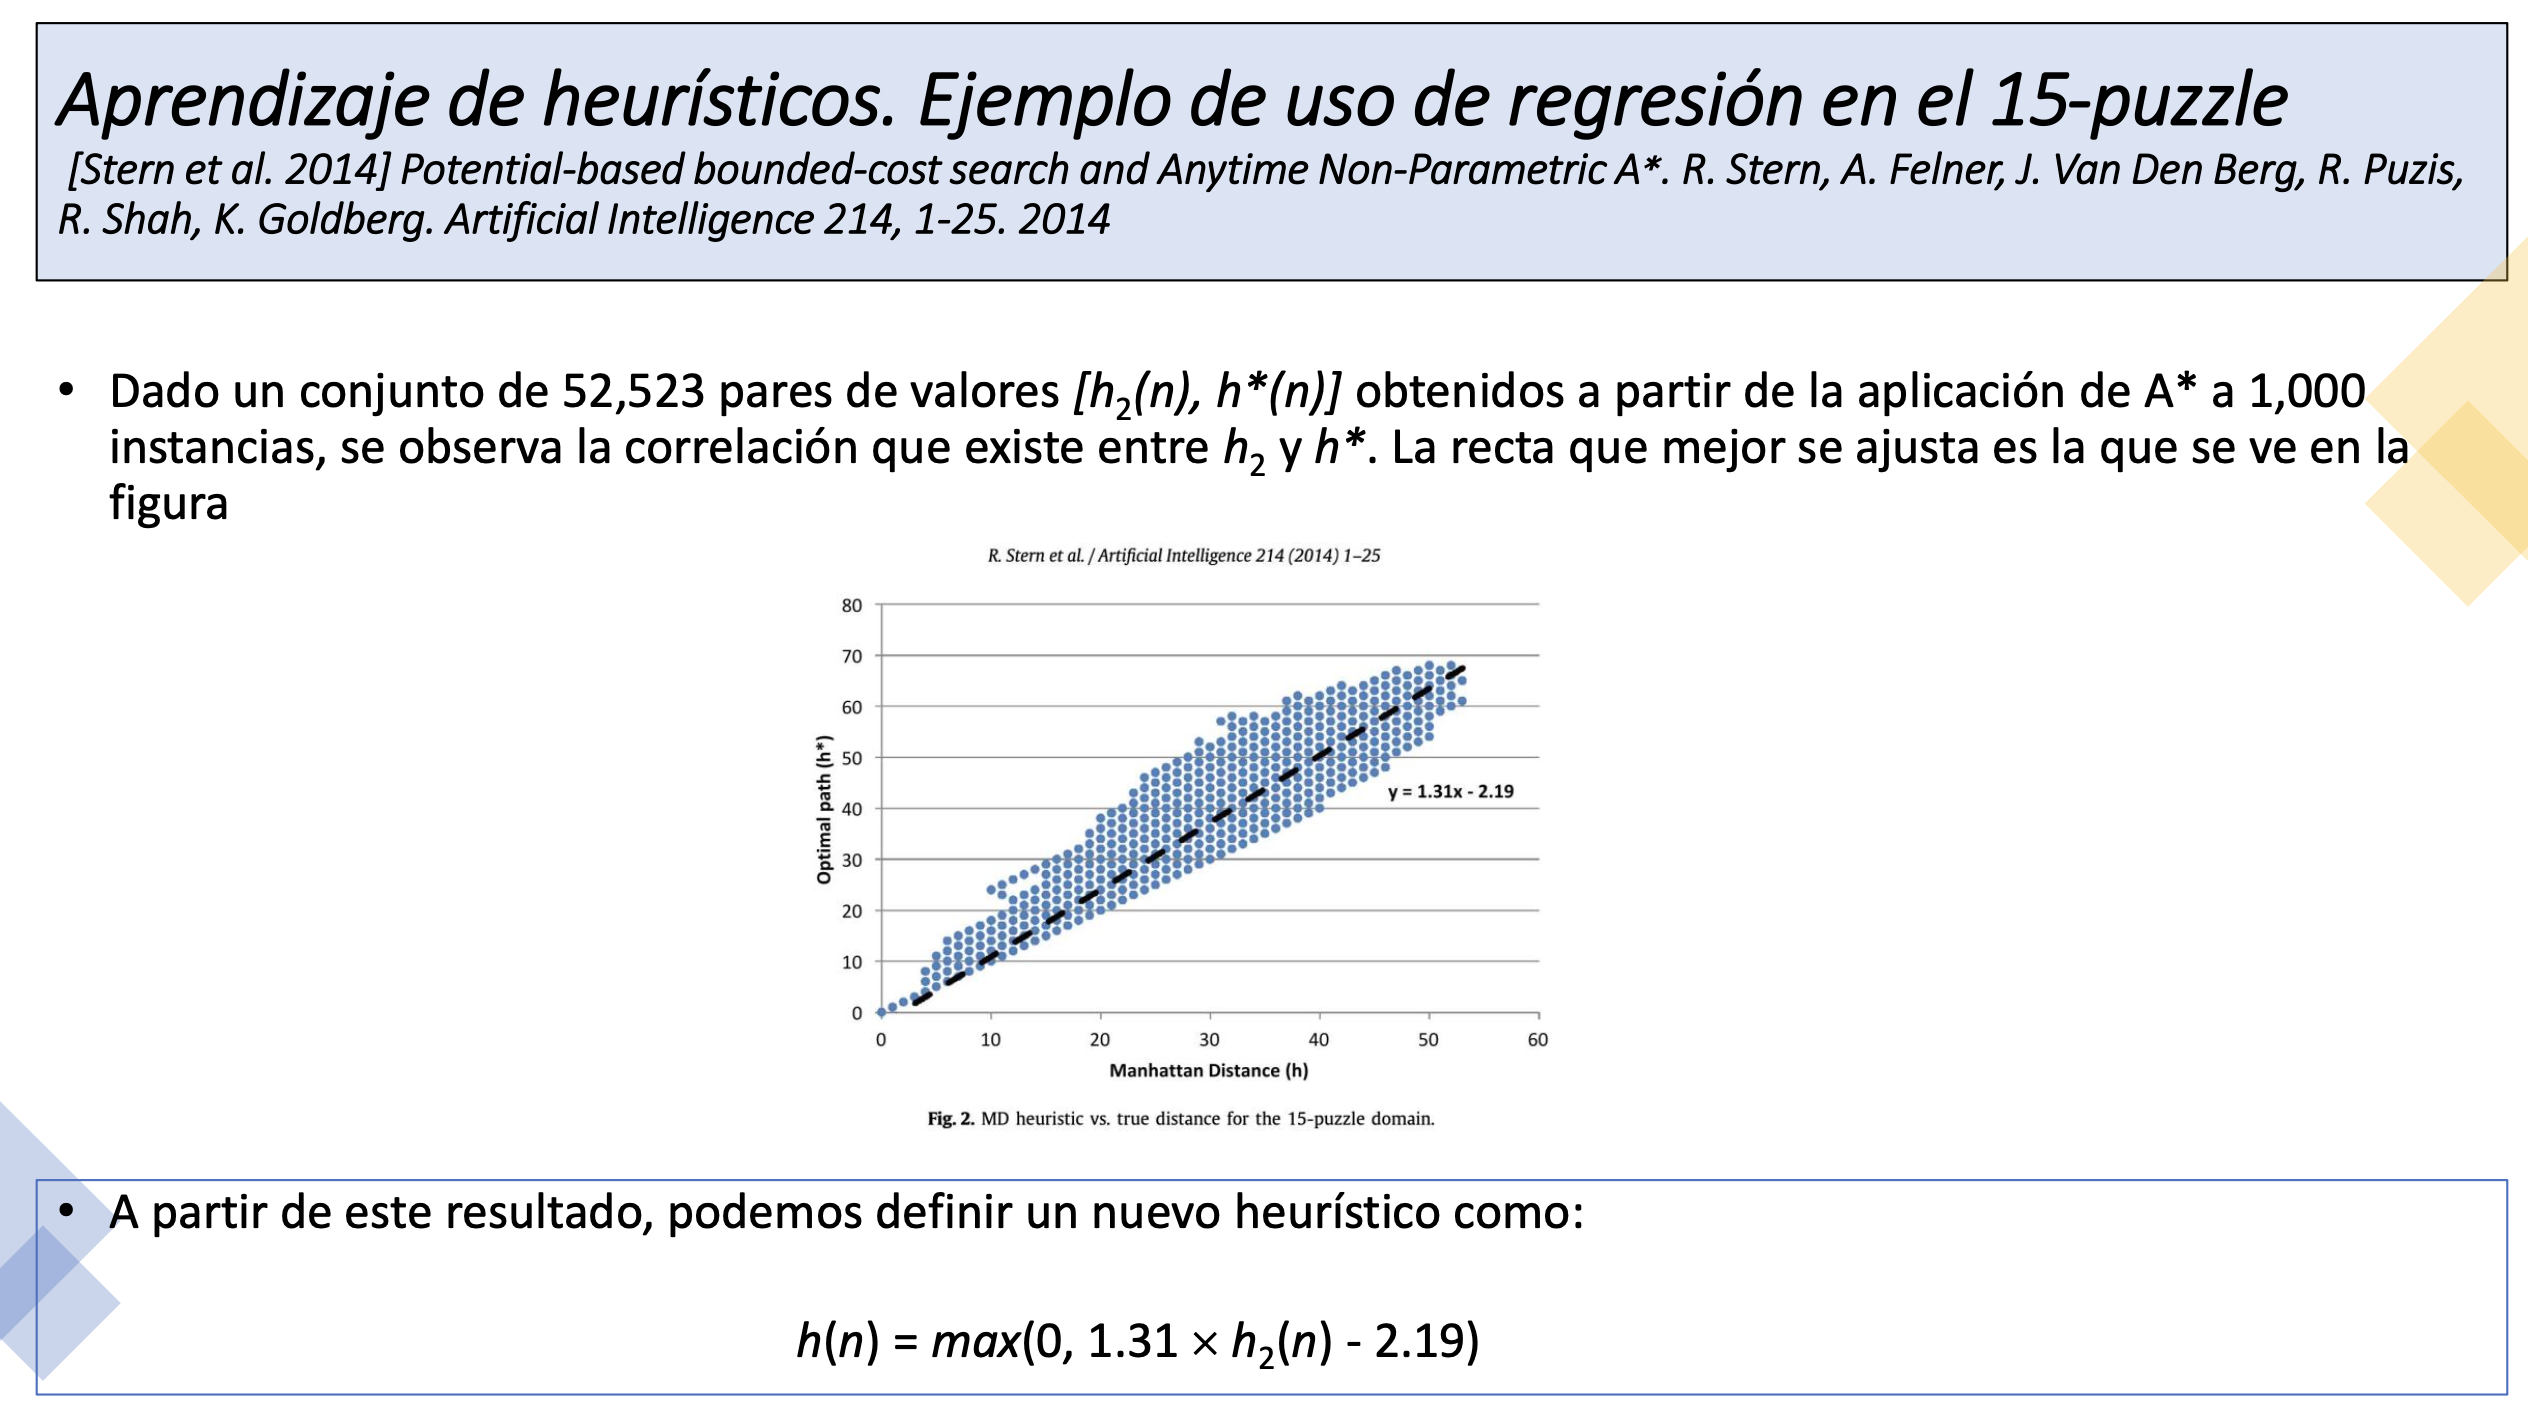 Aprendizaje de heurísticos. Ejemplo de uso de regresión en el 15-puzzle
[Stern et al. 2014] Potential-based bounded-cost search and Anytime Non-Parametric A*. R. Stern, A. Felner, J. Van Den Berg, R. Puzis,
R. Shah, K. Goldberg. Artificial Intelligence 214, 1-25. 2014
• Dado un conjunto de 52,523 pares de valores [h₂(n), h*(n)] obtenidos a partir de la aplicación de A* a 1,000
instancias, se observa la correlación que existe entre h₂ y h*. La recta que mejor se ajusta es la que se ve en la
figura
R. Stern et al. / Artificial Intelligence 214 (2014) 1–25
80
70
60
50
40
30
20
10
0
Optimal path (h*)
y = 1.31x - 2.19
0 10 20 30 40 50 60
Manhattan Distance (h)
Fig. 2. MD heuristic vs. true distance for the 15-puzzle domain.
• A partir de este resultado, podemos definir un nuevo heurístico como:
h(n) = max(0, 1.31 × h₂(n) - 2.19)